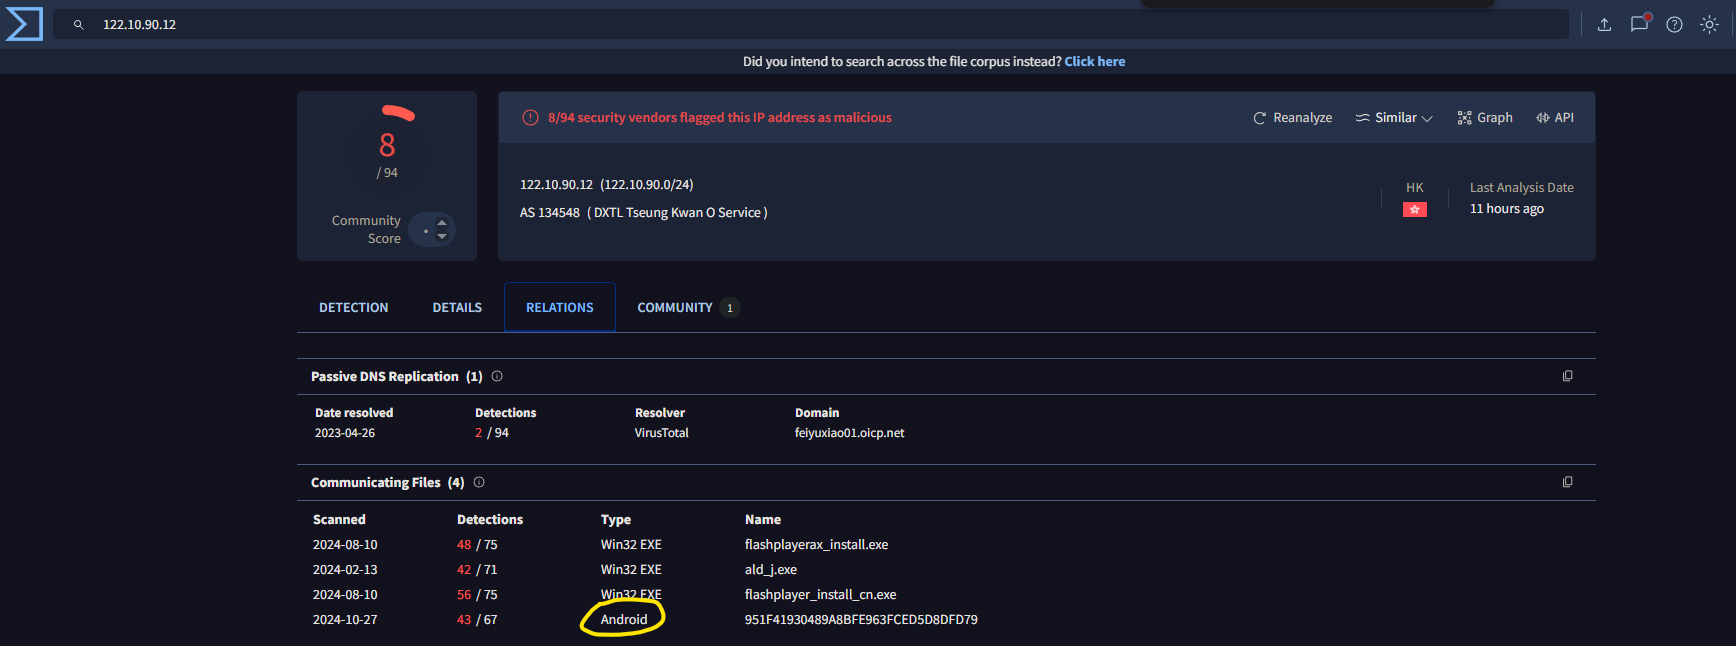 122.10.90.12
Did you intend to search across the file corpus instead? Click here
8
/ 94
Community
Score
8/94 security vendors flagged this IP address as malicious
Reanalyze
Similar
Graph
API
122.10.90.12 (122.10.90.0/24)
AS 134548 ( DXTL Tseung Kwan O Service )
HK
Last Analysis Date
11 hours ago
DETECTION DETAILS RELATIONS COMMUNITY 1
Passive DNS Replication (1)
Date resolved Detections Resolver Domain
2023-04-26 2 / 94 VirusTotal feiyuxiao01.oicp.net
Communicating Files (4)
Scanned Detections Type Name
2024-08-10 48 / 75 Win32 EXE flashplayerax_install.exe
2024-02-13 42 / 71 Win32 EXE ald_j.exe
2024-08-10 56 / 75 Win32 EXE flashplayer_install_cn.exe
2024-10-27 43 / 67 Android 951F41930489A8BFE963FCED5D8DFD79